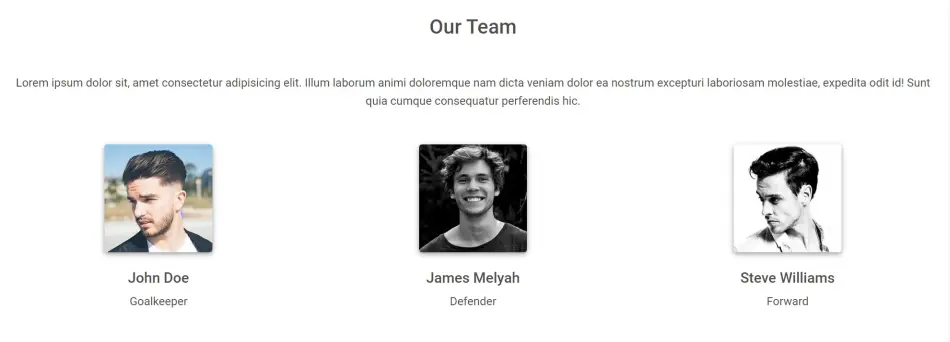 Our Team
Lorem ipsum dolor sit, amet consectetur adipisicing elit. Illum laborum animi doloremque nam dicta veniam dolor ea nostrum excepturi laboriosam molestiae, expedita odit id! Sunt
quia cumque consequatur perferendis hic.
John Doe
James Melyah
Steve Williams
Goalkeeper
Defender
Forward